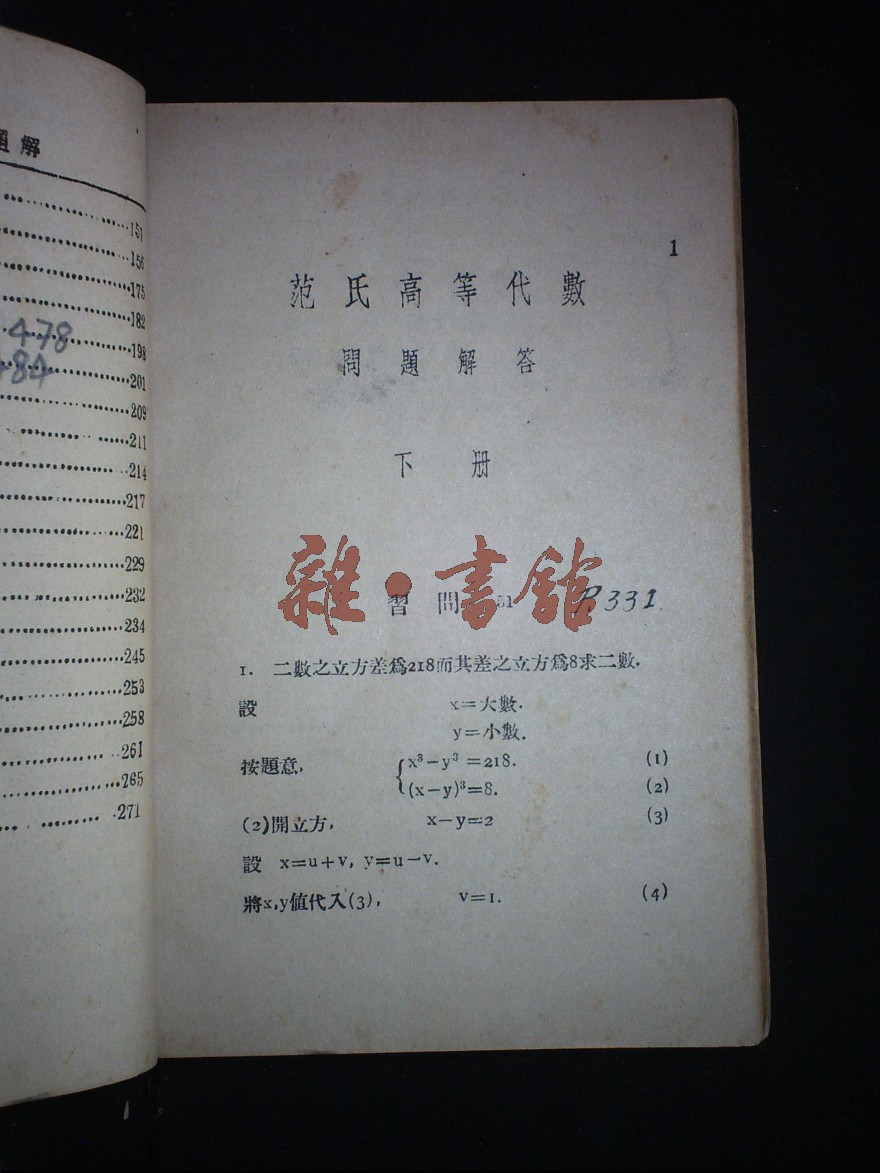 題解
151
156
175
182
478
198
484
201
209
211
214
217
221
229
232
234
245
253
258
261
265
271
1
范氏高等代數
問題解答
下册
雜·書館
習問 51 P. 331
1. 二數之立方差爲218而其差之立方爲8求二數.
設 x=大數.
y=小數.
按題意, x³-y³=218. (1)
(x-y)³=8. (2)
(2)開立方, x-y=2 (3)
設 x=u+v, y=u-v.
將x,y值代入(3), v=1. (4)